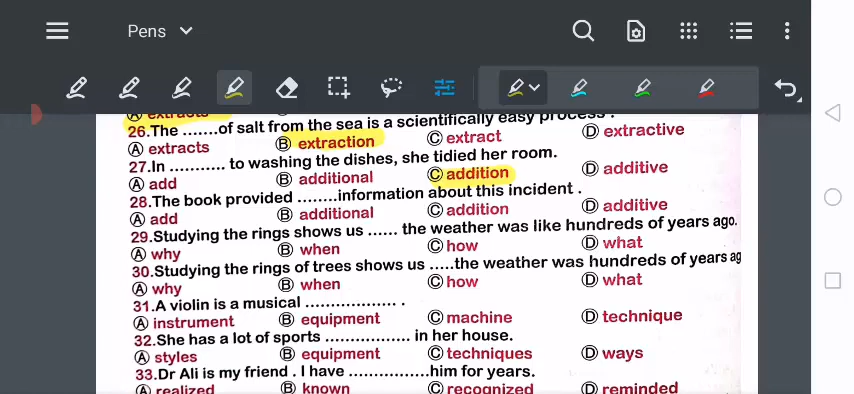 Pens
Ⓐ extracts
26.The .......of salt from the sea is a scientifically easy process .
Ⓐ extracts Ⓑ extraction Ⓒ extract Ⓓ extractive
27.In ........... to washing the dishes, she tidied her room.
Ⓐ add Ⓑ additional Ⓒ addition Ⓓ additive
28.The book provided ........information about this incident .
Ⓐ add Ⓑ additional Ⓒ addition Ⓓ additive
29.Studying the rings shows us ...... the weather was like hundreds of years ago.
Ⓐ why Ⓑ when Ⓒ how Ⓓ what
30.Studying the rings of trees shows us .....the weather was hundreds of years ag
Ⓐ why Ⓑ when Ⓒ how Ⓓ what
31.A violin is a musical .................. .
Ⓐ instrument Ⓑ equipment Ⓒ machine Ⓓ technique
32.She has a lot of sports ................. in her house.
Ⓐ styles Ⓑ equipment Ⓒ techniques Ⓓ ways
33.Dr Ali is my friend . I have ................him for years.
Ⓐ realized Ⓑ known Ⓒ recognized Ⓓ reminded